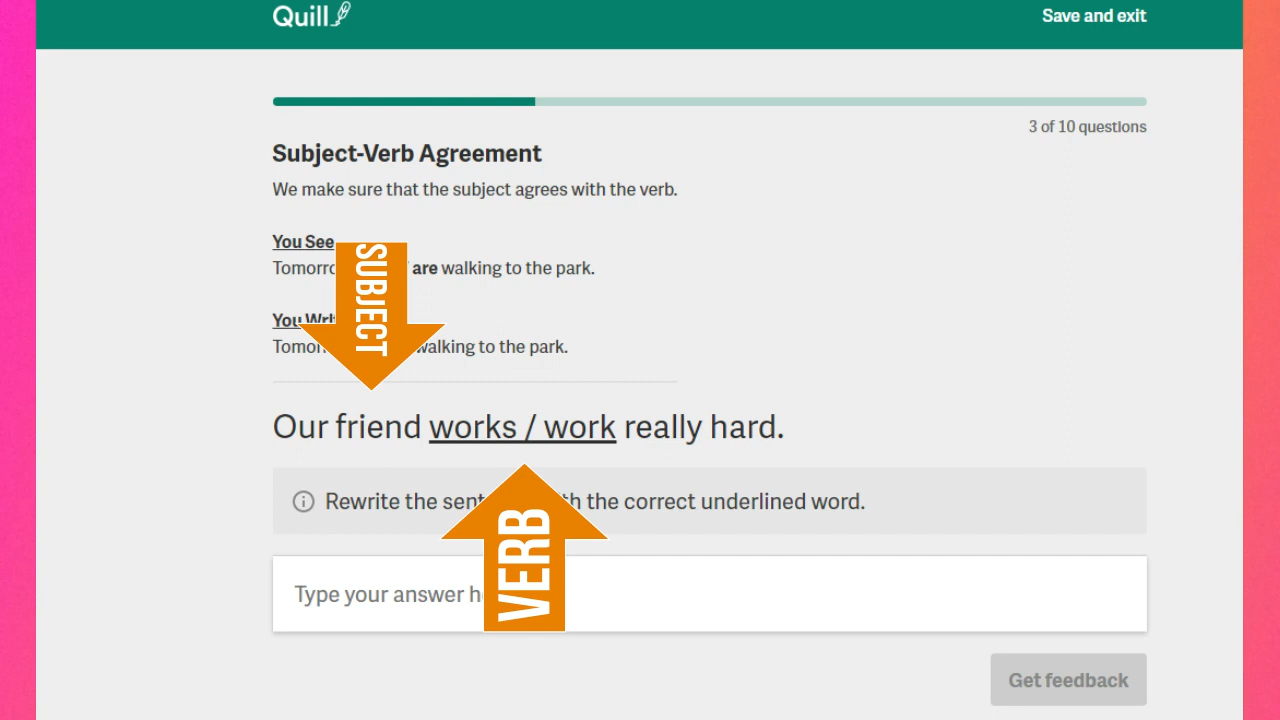 Quill
Save and exit
3 of 10 questions
Subject-Verb Agreement
We make sure that the subject agrees with the verb.
You See
are walking to the park.
You
walking to the park.
SUBJECT
Our friend works / work really hard.
Rewrite the the correct underlined word.
Type your answer
VERB
Get feedback